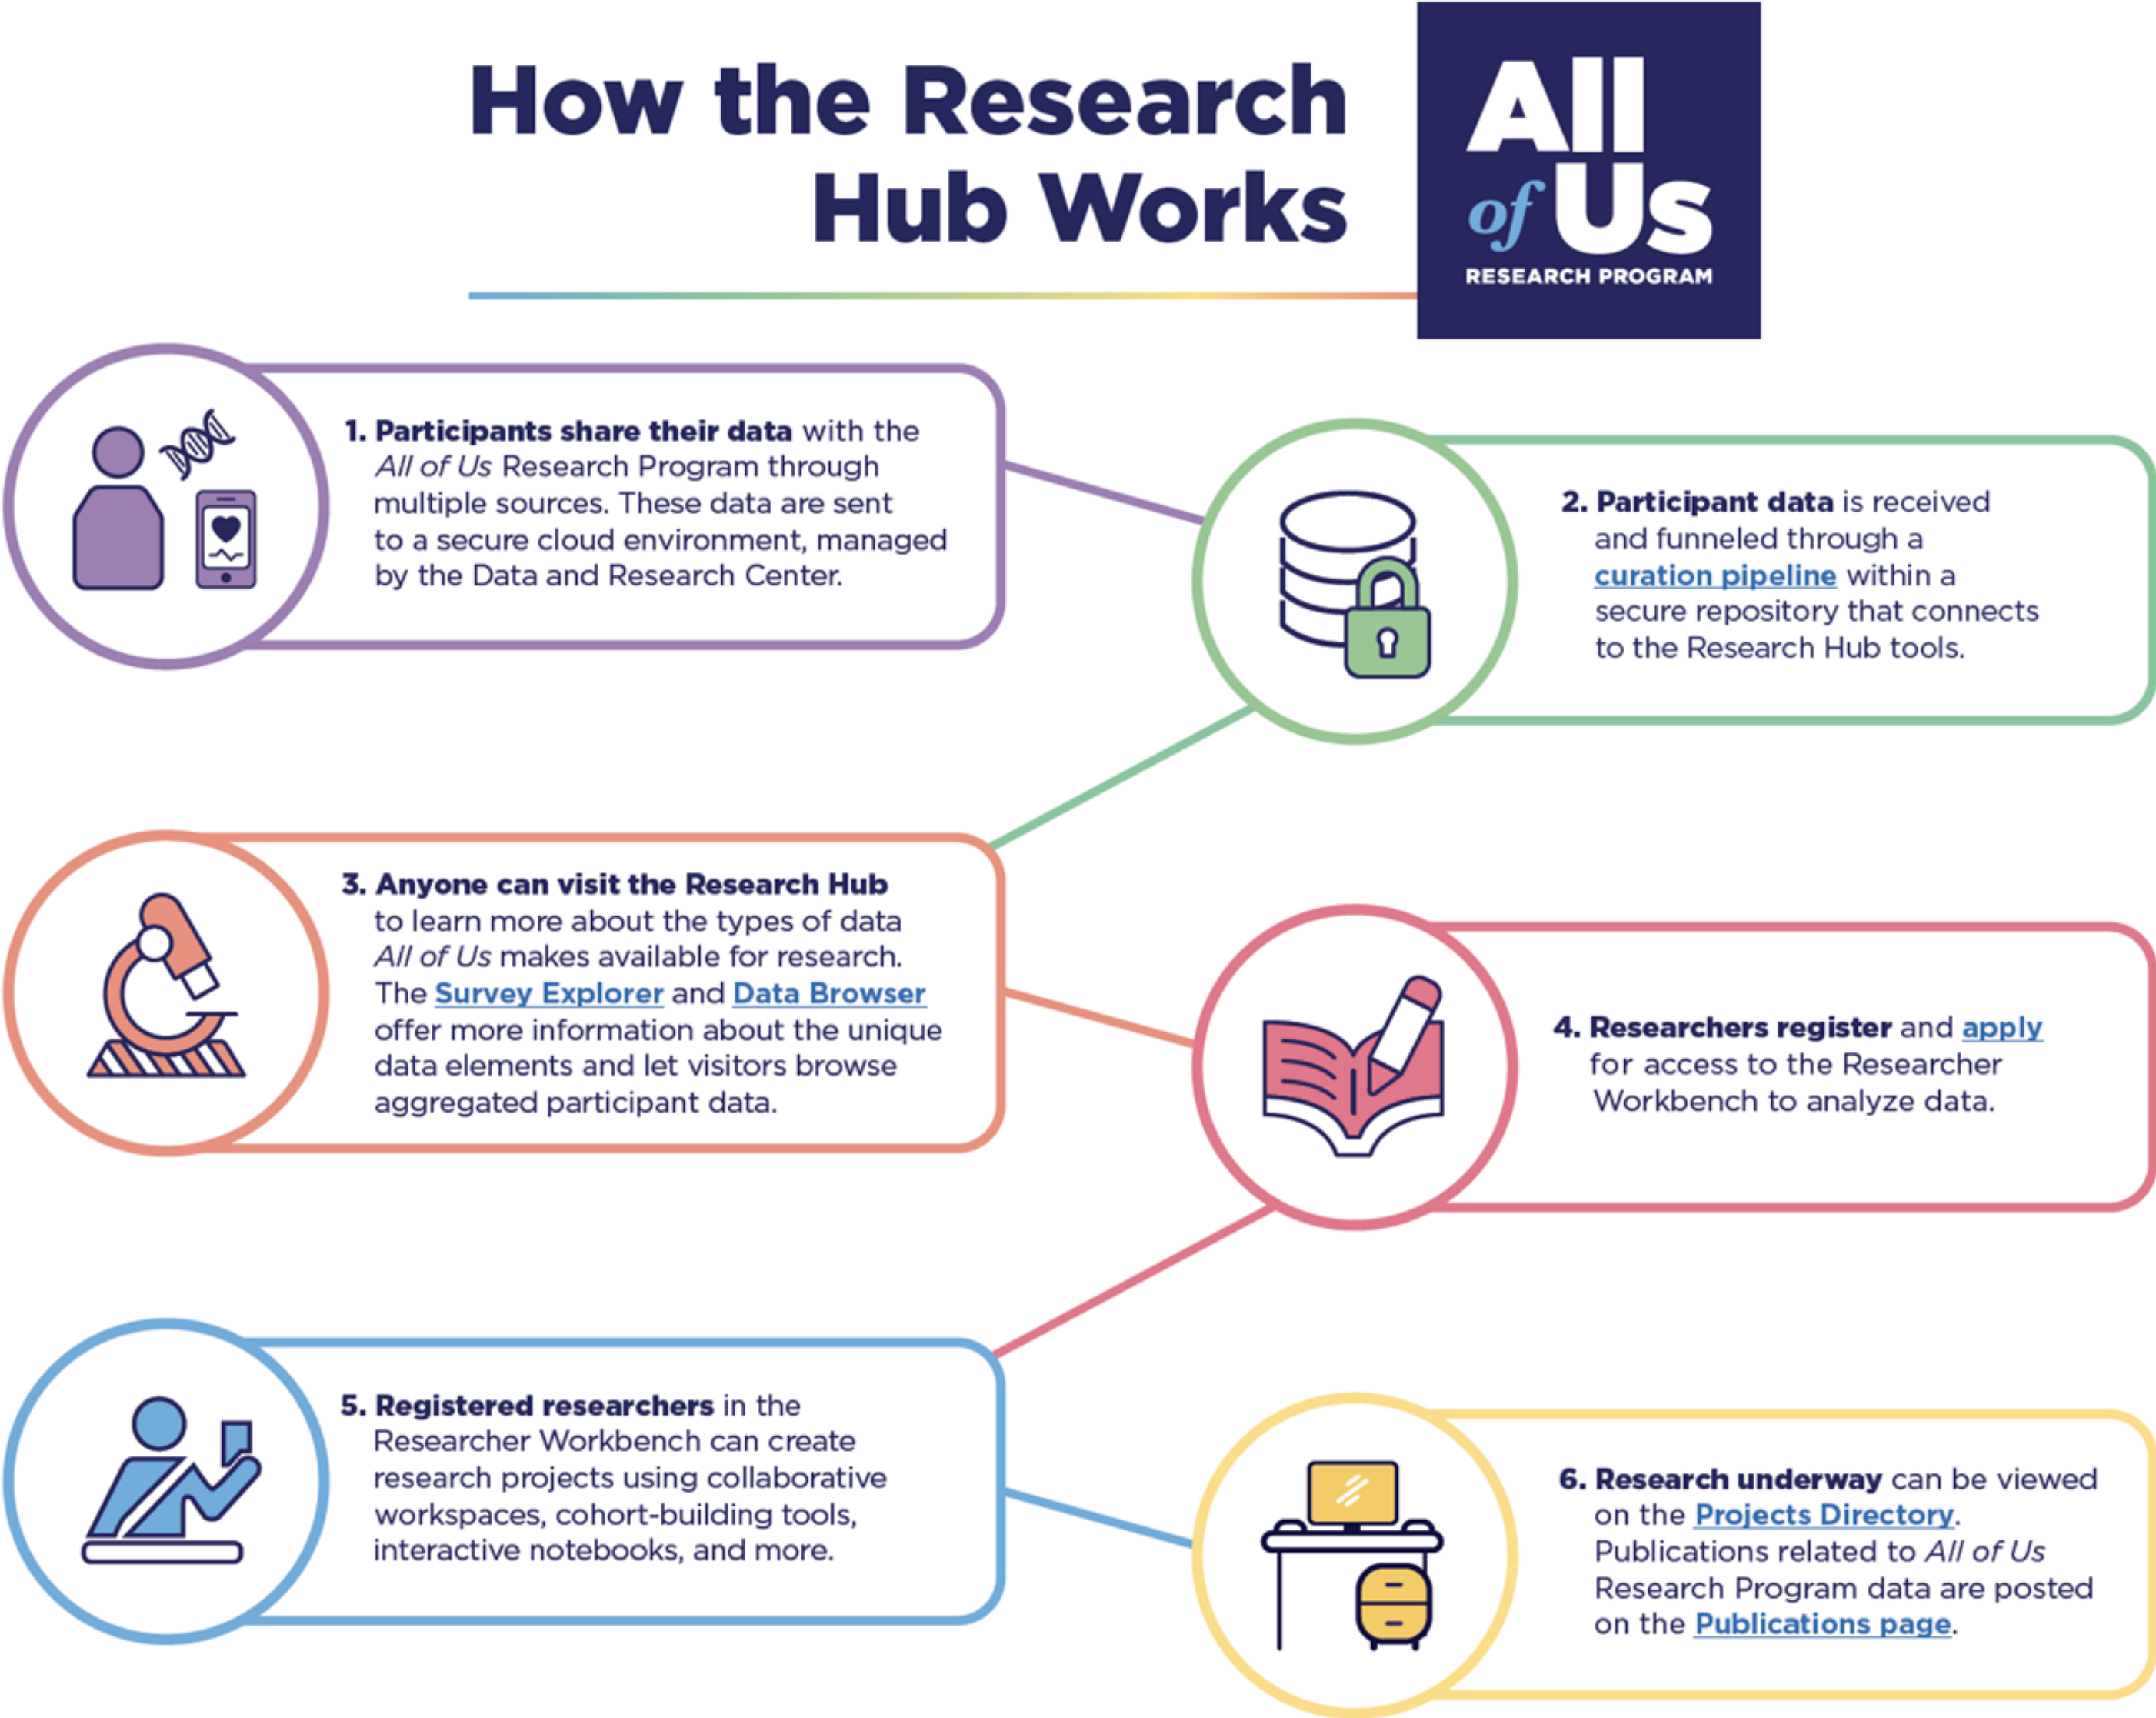 How the Research
Hub Works
All
of Us
RESEARCH PROGRAM
1. Participants share their data with the
All of Us Research Program through
multiple sources. These data are sent
to a secure cloud environment, managed
by the Data and Research Center.
2. Participant data is received
and funneled through a
curation pipeline within a
secure repository that connects
to the Research Hub tools.
3. Anyone can visit the Research Hub
to learn more about the types of data
All of Us makes available for research.
The Survey Explorer and Data Browser
offer more information about the unique
data elements and let visitors browse
aggregated participant data.
4. Researchers register and apply
for access to the Researcher
Workbench to analyze data.
5. Registered researchers in the
Researcher Workbench can create
research projects using collaborative
workspaces, cohort-building tools,
interactive notebooks, and more.
6. Research underway can be viewed
on the Projects Directory.
Publications related to All of Us
Research Program data are posted
on the Publications page.